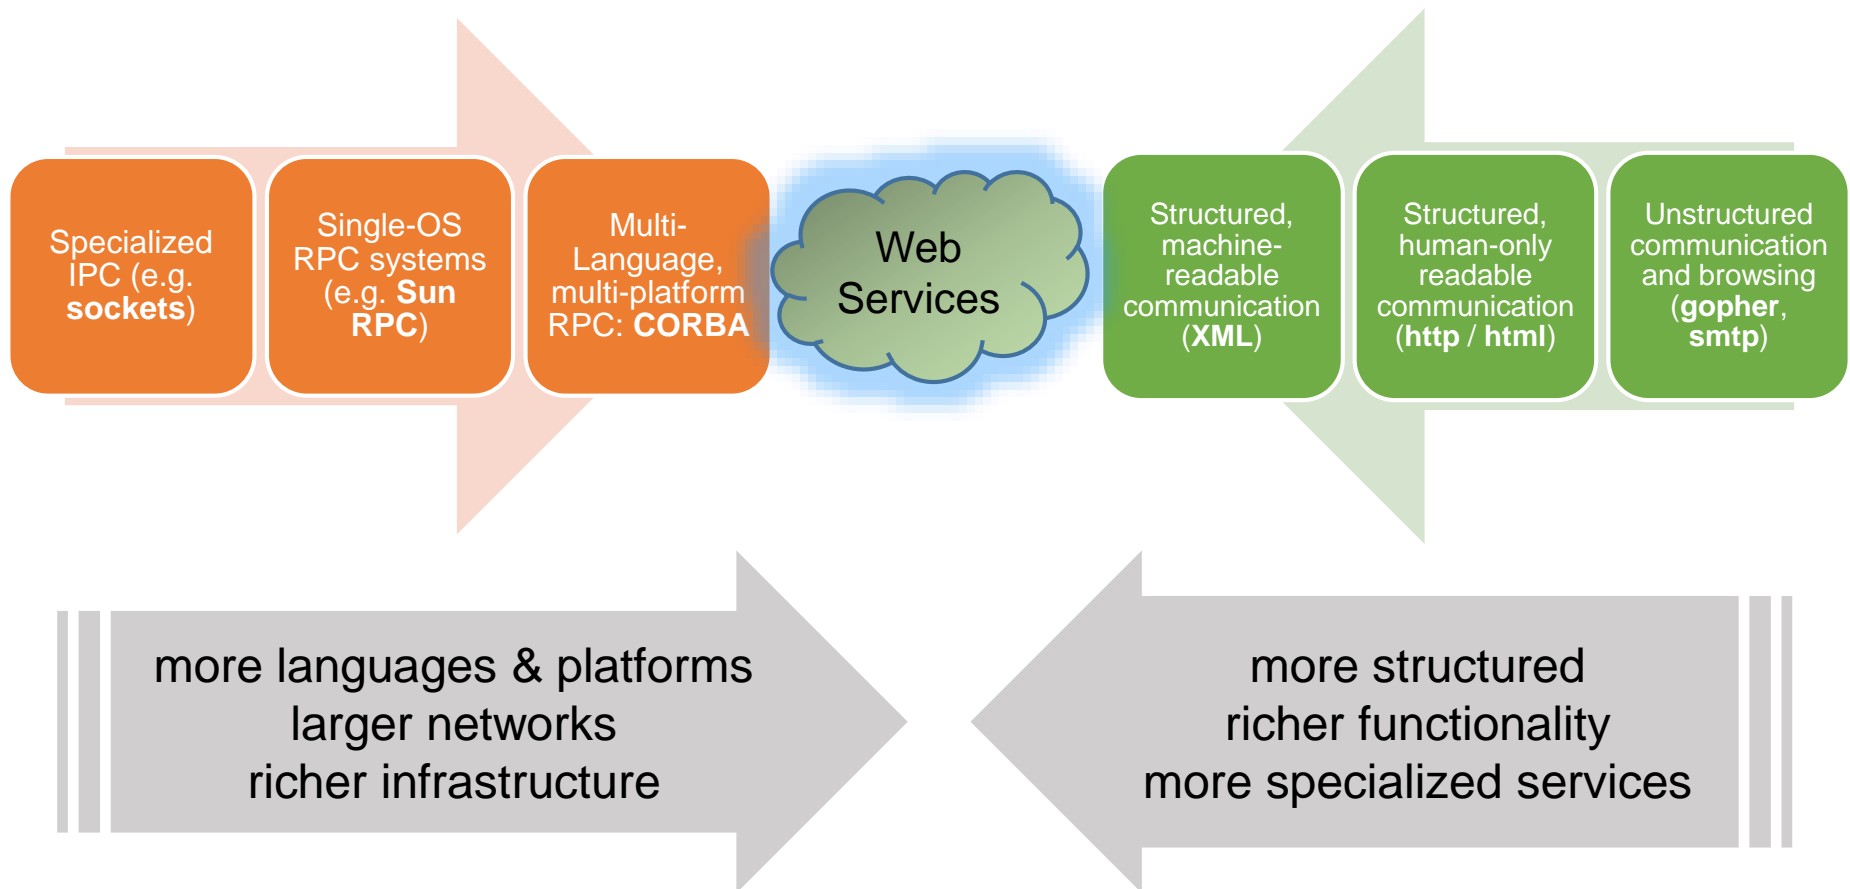 Specialized
IPC (e.g.
sockets)
Single-OS
RPC systems
(e.g. Sun
RPC)
Multi-
Language,
multi-platform
RPC: CORBA
Web
Services
Structured,
machine-
readable
communication
(XML)
Structured,
human-only
readable
communication
(http / html)
Unstructured
communication
and browsing
(gopher,
smtp)
more languages & platforms
larger networks
richer infrastructure
more structured
richer functionality
more specialized services